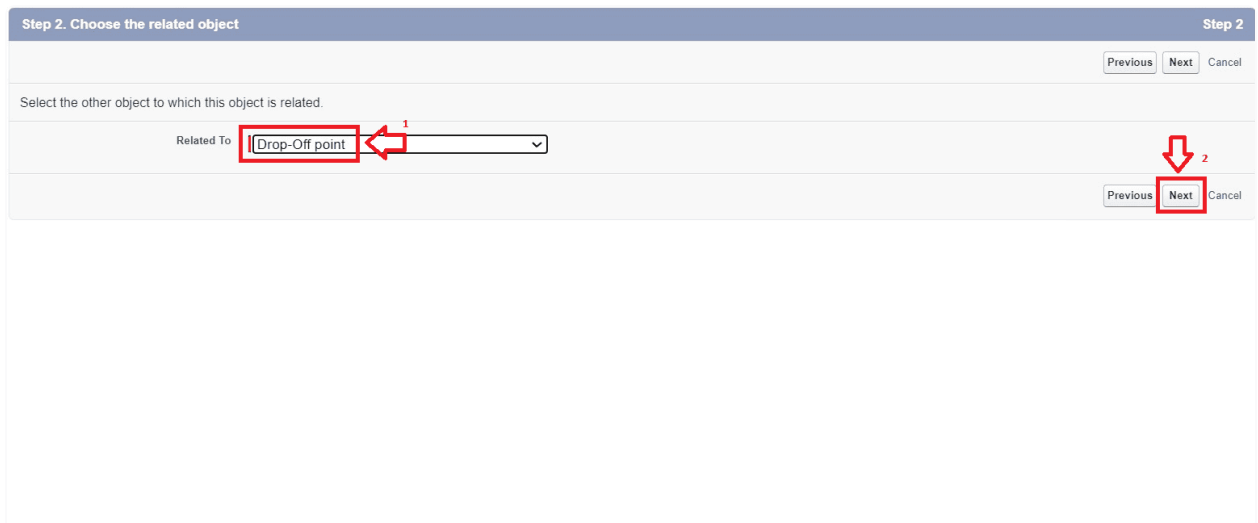 Step 2. Choose the related object Step 2
Previous Next Cancel
Select the other object to which this object is related.
1
Related To Drop-Off point
2
Previous Next Cancel